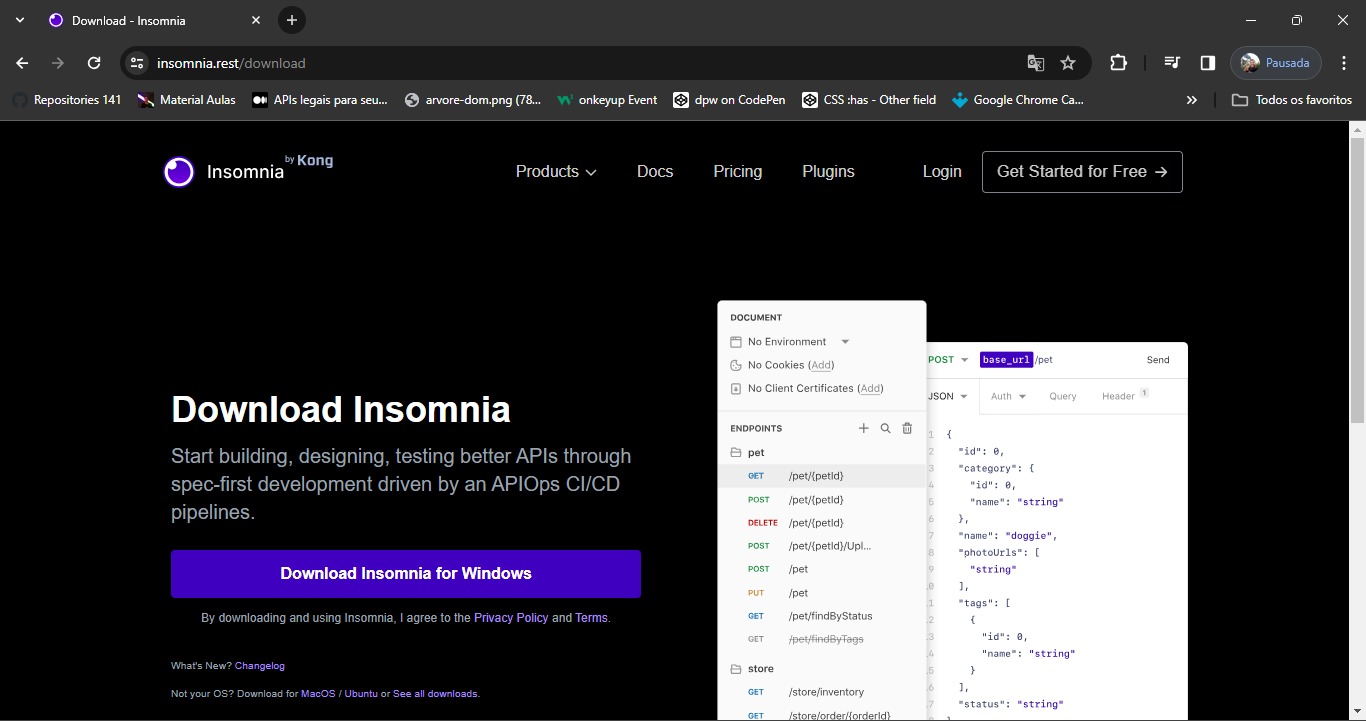 Download - Insomnia
insomnia.rest/download
Pausada
Repositories 141
Material Aulas
APIs legais para seu...
arvore-dom.png (78...
onkeyup Event
dpw on CodePen
CSS :has - Other field
Google Chrome Ca...
Todos os favoritos
Insomnia by Kong
Products
Docs
Pricing
Plugins
Login
Get Started for Free →
Download Insomnia
Start building, designing, testing better APIs through
spec-first development driven by an APIOps CI/CD
pipelines.
Download Insomnia for Windows
By downloading and using Insomnia, I agree to the Privacy Policy and Terms.
What's New? Changelog
Not your OS? Download for MacOS / Ubuntu or See all downloads.
DOCUMENT
No Environment
No Cookies (Add)
No Client Certificates (Add)
ENDPOINTS
pet
GET /pet/{petId}
POST /pet/{petId}
DELETE /pet/{petId}
POST /pet/{petId}/Upl...
POST /pet
PUT /pet
GET /pet/findByStatus
GET /pet/findByTags
store
GET /store/inventory
GET /store/order/{orderId}
POST base_url /pet Send
JSON Auth Query Header 1
1 {
2 "id": 0,
3 "category": {
4 "id": 0,
5 "name": "string"
6 },
7 "name": "doggie",
8 "photoUrls": [
9 "string"
0 ],
1 "tags": [
2 {
3 "id": 0,
4 "name": "string"
5 }
6 ],
7 "status": "string"